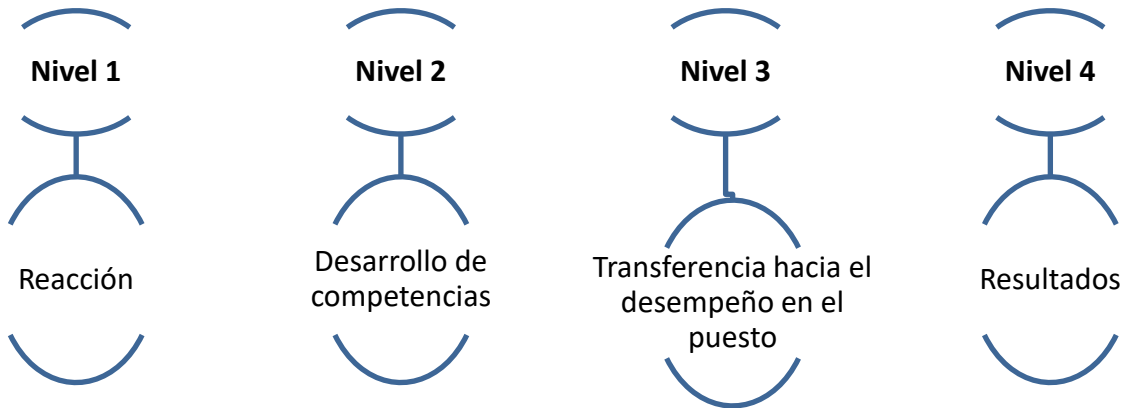 Nivel 1
Nivel 2
Nivel 3
Nivel 4
Reacción
Desarrollo de
competencias
Transferencia hacia el
desempeño en el
puesto
Resultados